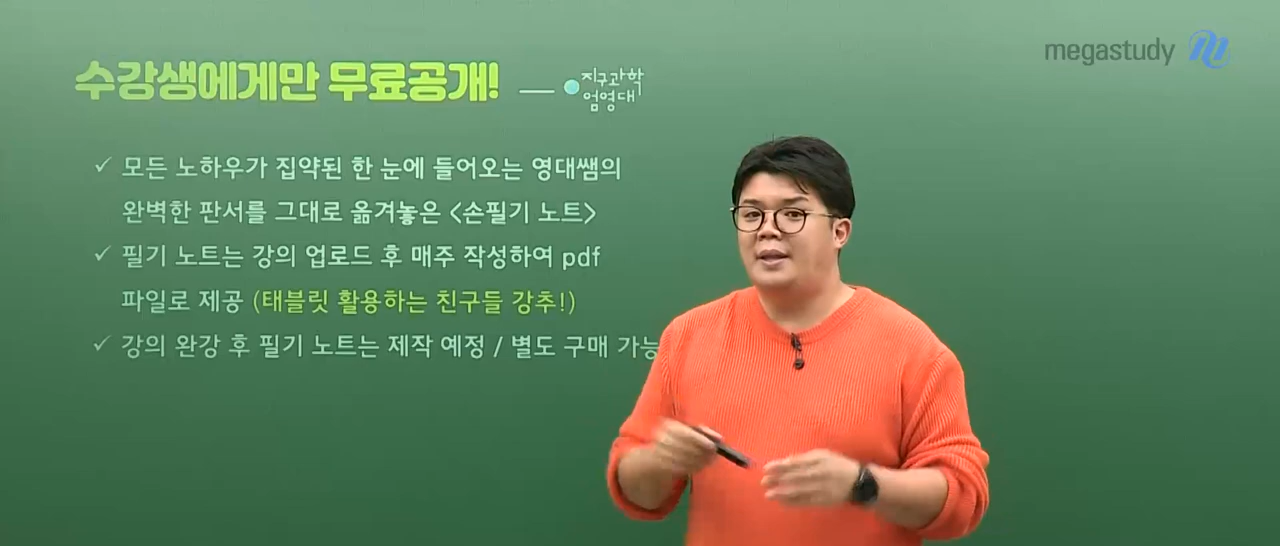 megastudy
수강생에게만 무료공개!
지구과학
엄영대
✓ 모든 노하우가 집약된 한 눈에 들어오는 영대쌤의
완벽한 판서를 그대로 옮겨놓은 <손필기 노트>
✓ 필기 노트는 강의 업로드 후 매주 작성하여 pdf
파일로 제공 (태블릿 활용하는 친구들 강추!)
✓ 강의 완강 후 필기 노트는 제작 예정 / 별도 구매 가능